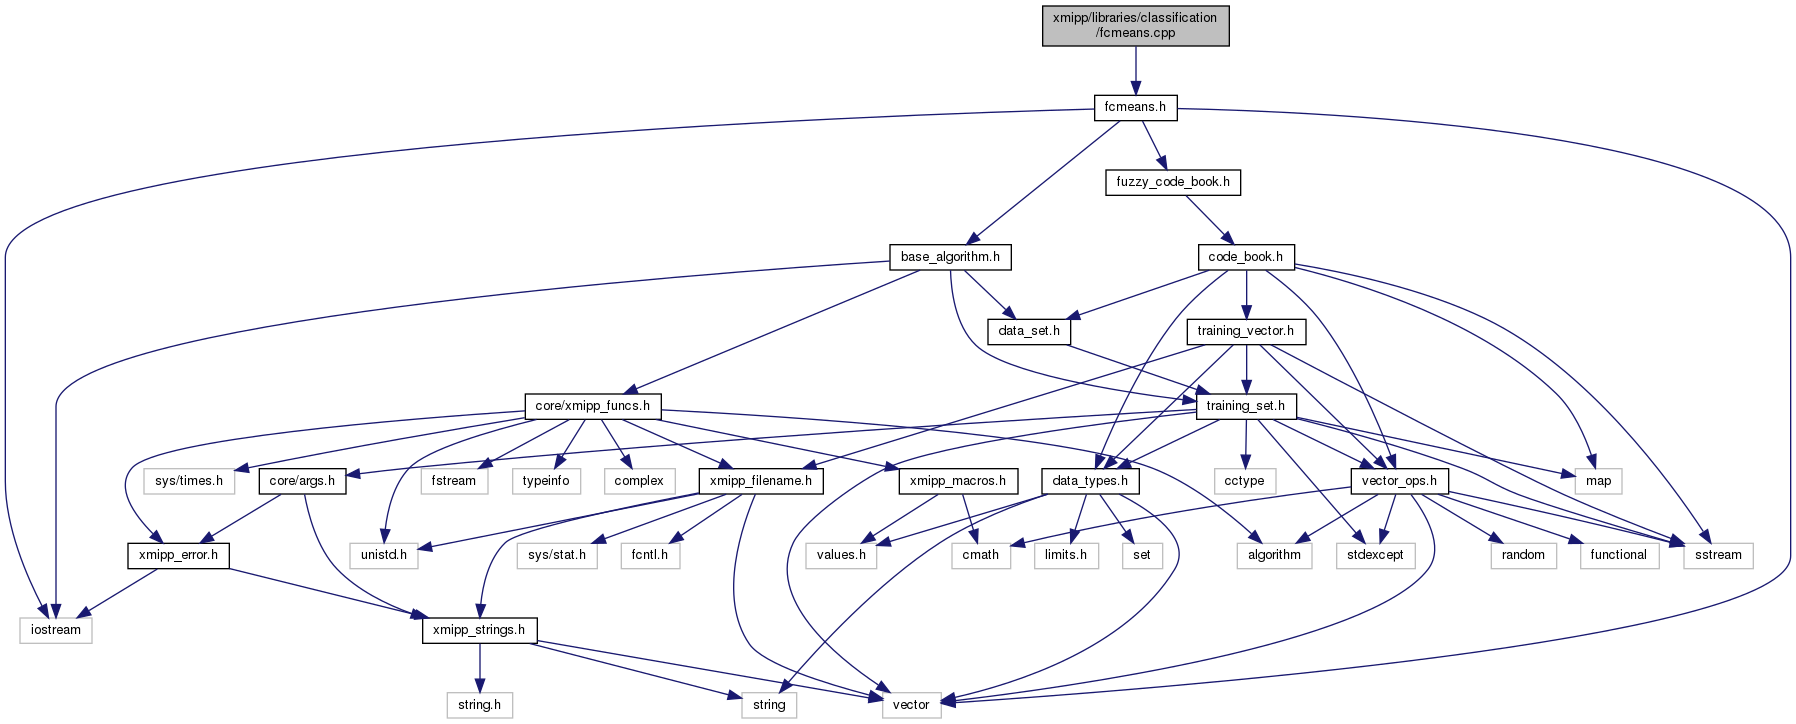 xmipp/libraries/classification
/fcmeans.cpp
fcmeans.h
fuzzy_code_book.h
base_algorithm.h
code_book.h
data_set.h
training_vector.h
core/xmipp_funcs.h
training_set.h
sys/times.h
core/args.h
fstream
typeinfo
complex
xmipp_filename.h
xmipp_macros.h
data_types.h
cctype
vector_ops.h
map
xmipp_error.h
unistd.h
sys/stat.h
fcntl.h
values.h
cmath
limits.h
set
algorithm
stdexcept
random
functional
sstream
iostream
xmipp_strings.h
string.h
string
vector